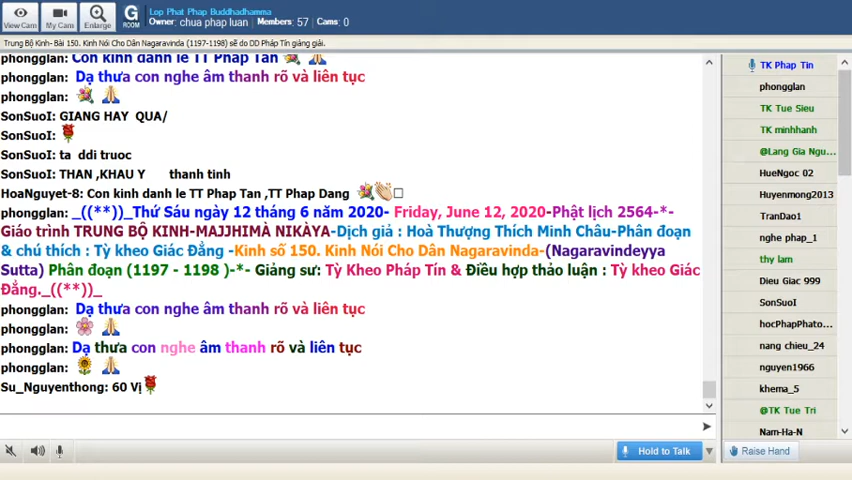 View Cam
My Cam
Enlarge
G
ROOM
Lop Phat Phap Buddhadhamma
Owner: chua phap luan Members: 57 Cams: 0
Trung Bộ Kinh- Bài 150. Kinh Nói Cho Dân Nagaravinda (1197-1198) sẽ do DD Pháp Tín giảng giải.
phongglan: Con kinh danh le TT Phap Tan
phongglan: Dạ thưa con nghe âm thanh rõ và liên tục
phongglan:
SonSuoI: GIANG HAY QUA/
SonSuoI:
SonSuoI: ta ddi truoc
SonSuoI: THAN ,KHAU Y thanh tinh
HoaNguyet-8: Con kinh danh le TT Phap Tan ,TT Phap Dang
phongglan: _((**))_Thứ Sáu ngày 12 tháng 6 năm 2020- Friday, June 12, 2020-Phật lịch 2564-*-
Giáo trình TRUNG BỘ KINH-MAJJHIMÀ NIKÀYA-Dịch giả : Hoà Thượng Thích Minh Châu-Phân đoạn
& chú thích : Tỳ kheo Giác Đẳng -Kinh số 150. Kinh Nói Cho Dân Nagaravinda-(Nagaravindeyya
Sutta) Phân đoạn (1197 - 1198 )-*- Giảng sư: Tỳ Kheo Pháp Tín & Điều hợp thảo luận : Tỳ kheo Giác
Đẳng._((**))_
phongglan: Dạ thưa con nghe âm thanh rõ và liên tục
phongglan:
phongglan: Dạ thưa con nghe âm thanh rõ và liên tục
phongglan:
Su_Nguyenthong: 60 Vị
TK Phap Tin
phongglan
TK Tue Sieu
TK minhhanh
@Lang Gia Ngu...
HueNgoc 02
Huyenmong2013
TranDao1
nghe phap_1
thy lam
Dieu Giac 999
SonSuoI
hocPhapPhato...
nang chieu_24
nguyen1966
khema_5
@TK Tue Tri
Nam-Ha-N
Hold to Talk
Raise Hand